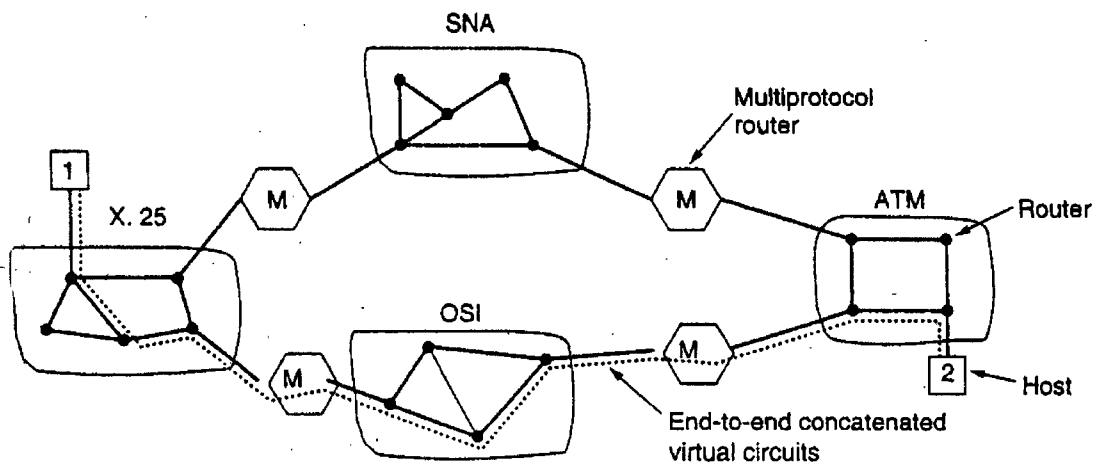 SNA
Multiprotocol
router
1
M
M
X. 25
ATM
Router
OSI
M
M
2
Host
End-to-end concatenated
virtual circuits